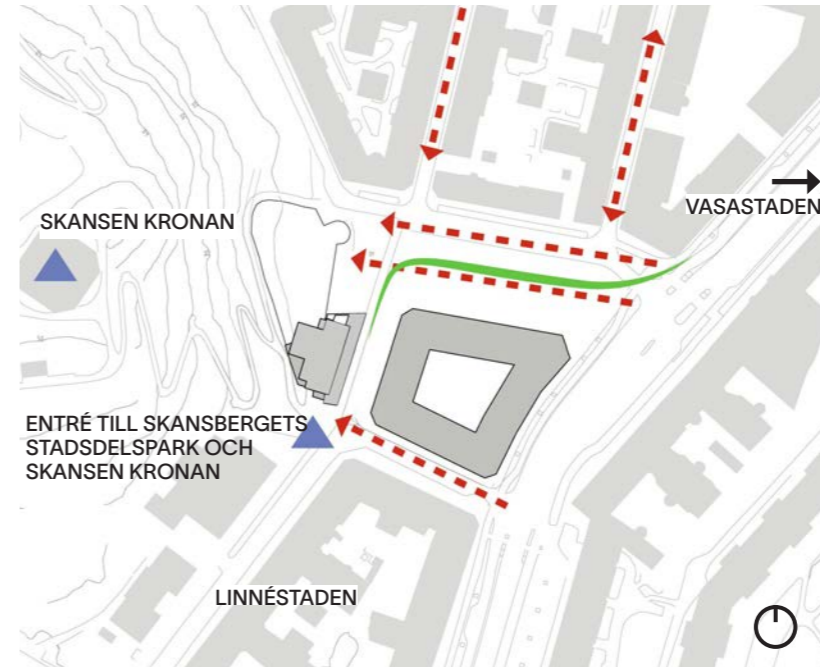 SKANSEN KRONAN
VASASTADEN
ENTRÉ TILL SKANSBERGETS
STADSDELSPARK OCH
SKANSEN KRONAN
LINNÉSTADEN